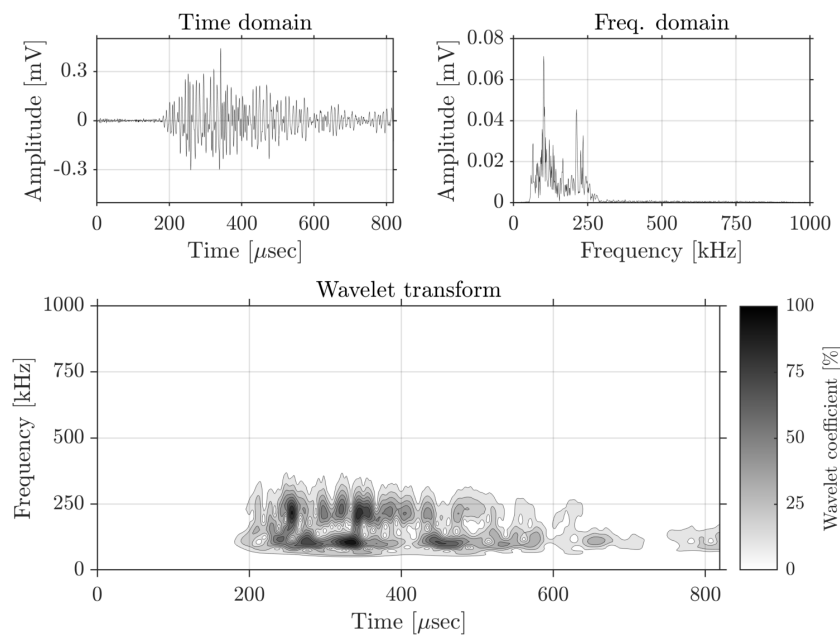 Time domain
Amplitude [mV]
0.3
0
-0.3
0 200 400 600 800
Time [μsec]
Freq. domain
Amplitude [mV]
0.08
0.06
0.04
0.02
0
0 250 500 750 1000
Frequency [kHz]
Wavelet transform
Frequency [kHz]
1000
750
500
250
0
0 200 400 600 800
Time [μsec]
100
75
50
25
0
Wavelet coefficient [%]